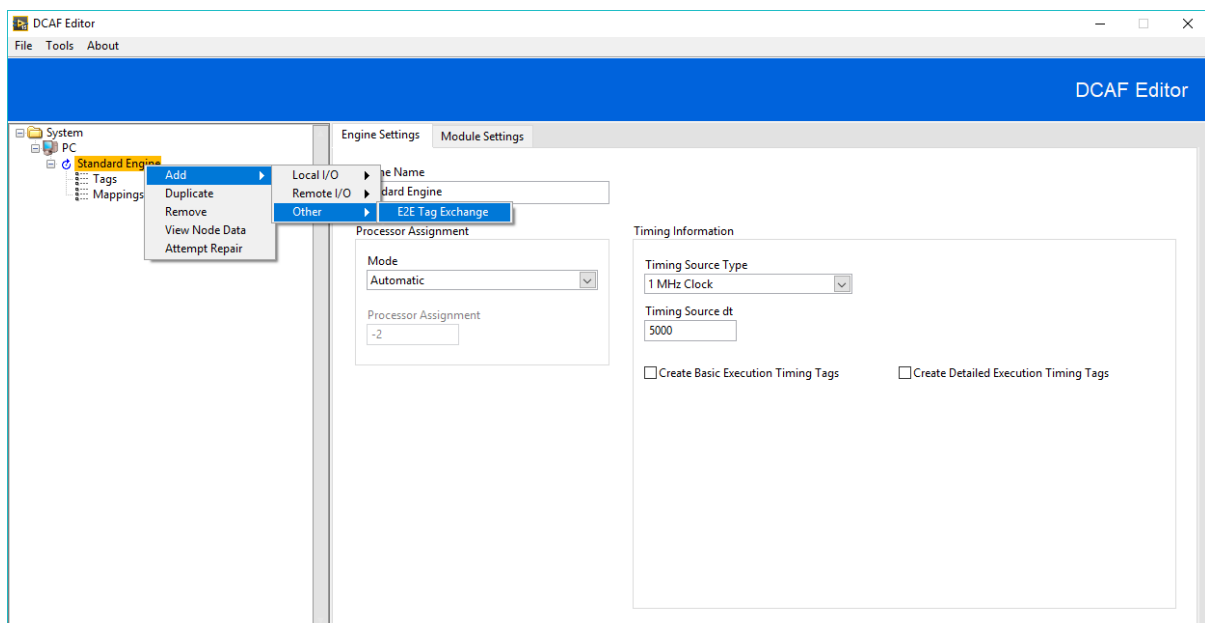 DCAF Editor
File Tools About
DCAF Editor
System
PC
Standard Engine
Tags
Mappings
Add
Duplicate
Remove
View Node Data
Attempt Repair
Local I/O
Remote I/O
Other
E2E Tag Exchange
Engine Settings Module Settings
Name
Engine
Processor Assignment
Mode
Automatic
Processor Assignment
-2
Timing Information
Timing Source Type
1 MHz Clock
Timing Source dt
5000
Create Basic Execution Timing Tags Create Detailed Execution Timing Tags